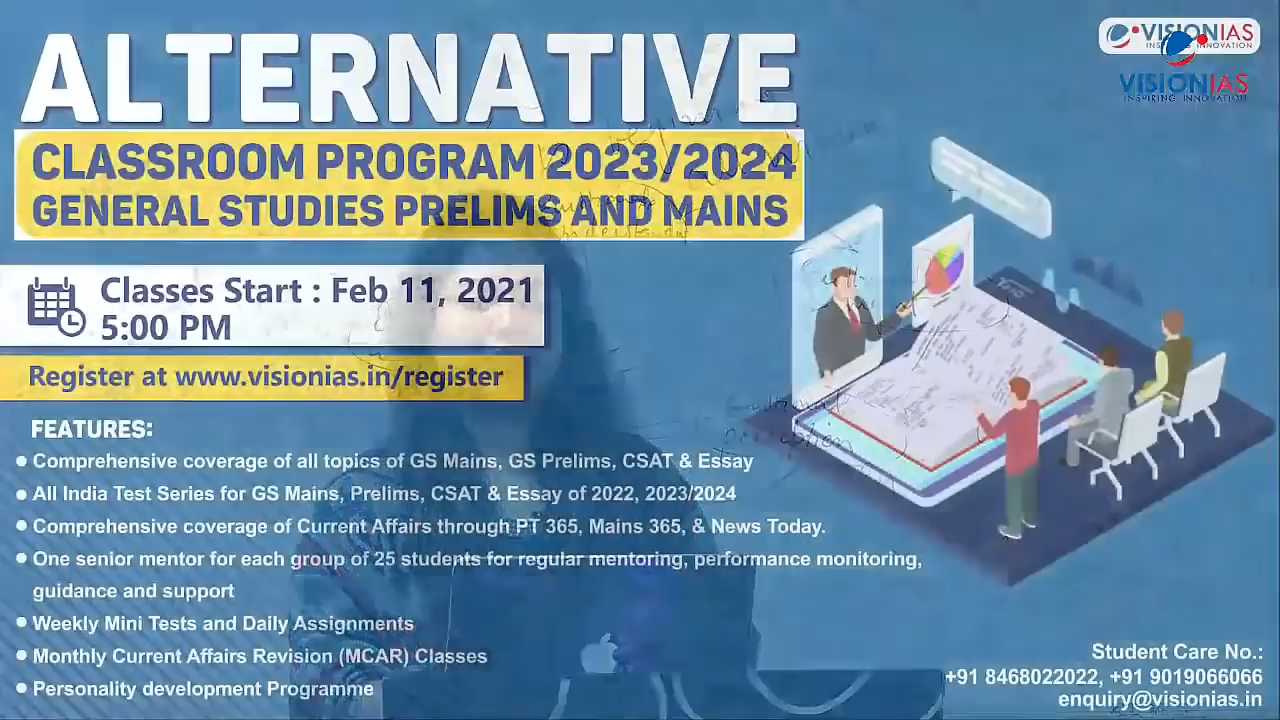 ALTERNATIVE
CLASSROOM PROGRAM 2023/2024
GENERAL STUDIES PRELIMS AND MAINS
Classes Start : Feb 11, 2021
5:00 PM
Register at www.visionias.in/register
FEATURES:
● Comprehensive coverage of all topics of GS Mains, GS Prelims, CSAT & Essay
● All India Test Series for GS Mains, Prelims, CSAT & Essay of 2022, 2023/2024
● Comprehensive coverage of Current Affairs through PT 365, Mains 365, & News Today.
● One senior mentor for each group of 25 students for regular mentoring, performance monitoring,
guidance and support
● Weekly Mini Tests and Daily Assignments
● Monthly Current Affairs Revision (MCAR) Classes
● Personality development Programme
VISIONIAS
INSPIRING INNOVATION
VISIONIAS
INSPIRING INNOVATION
Emotional
Perception
Student Care No.:
+91 8468022022, +91 9019066066
enquiry@visionias.in